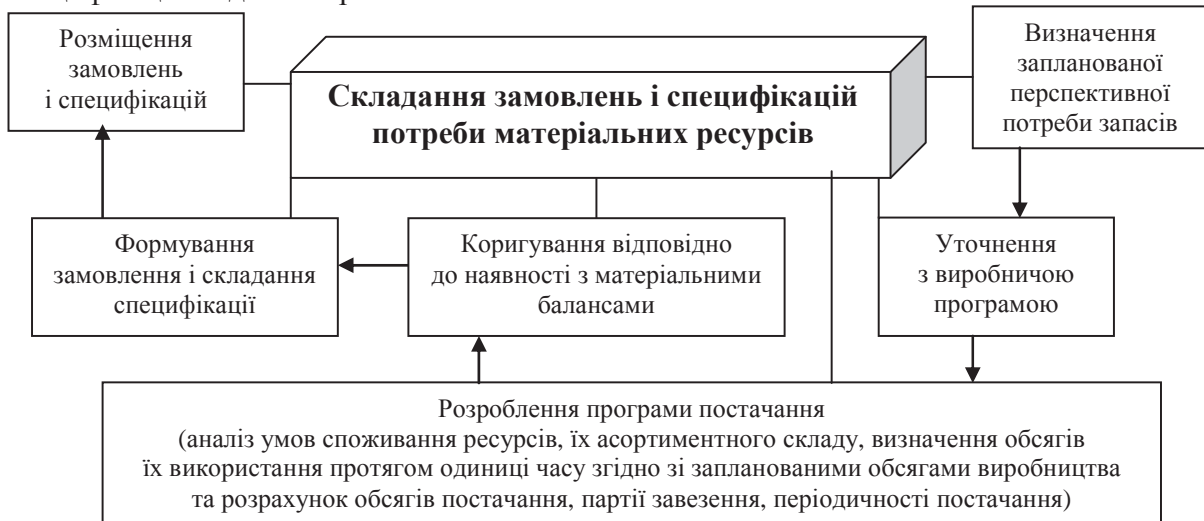 Розміщення
замовлень
і специфікацій
Складання замовлень і специфікацій
потреби матеріальних ресурсів
Визначення
запланованої
перспективної
потреби запасів
Формування
замовлення і складання
специфікації
Коригування відповідно
до наявності з матеріальними
балансами
Уточнення
з виробничою
програмою
Розроблення програми постачання
(аналіз умов споживання ресурсів, їх асортиментного складу, визначення обсягів
їх використання протягом одиниці часу згідно зі запланованими обсягами виробництва
та розрахунок обсягів постачання, партії завезення, періодичності постачання)